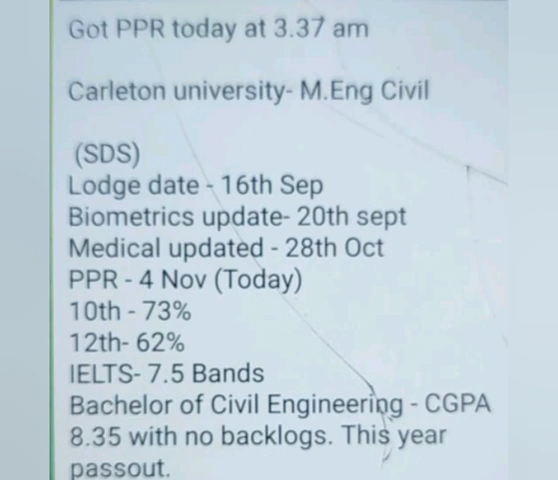 Got PPR today at 3.37 am
Carleton university- M.Eng Civil
(SDS)
Lodge date - 16th Sep
Biometrics update- 20th sept
Medical updated - 28th Oct
PPR - 4 Nov (Today)
10th - 73%
12th- 62%
IELTS- 7.5 Bands
Bachelor of Civil Engineering - CGPA
8.35 with no backlogs. This year
passout.